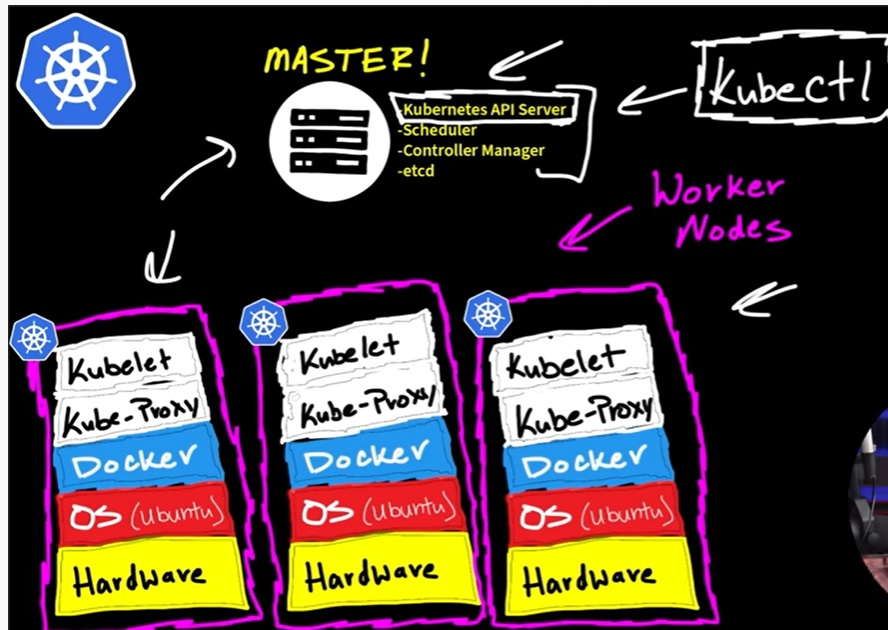 MASTER!
-Kubernetes API Server
-Scheduler
-Controller Manager
-etcd
Kubectl
Worker
Nodes
Kubelet
Kube-Proxy
Docker
OS (Ubuntu)
Hardware
Kubelet
Kube-Proxy
Docker
OS (Ubuntu)
Hardware
Kubelet
Kube-Proxy
Docker
OS (Ubuntu)
Hardware